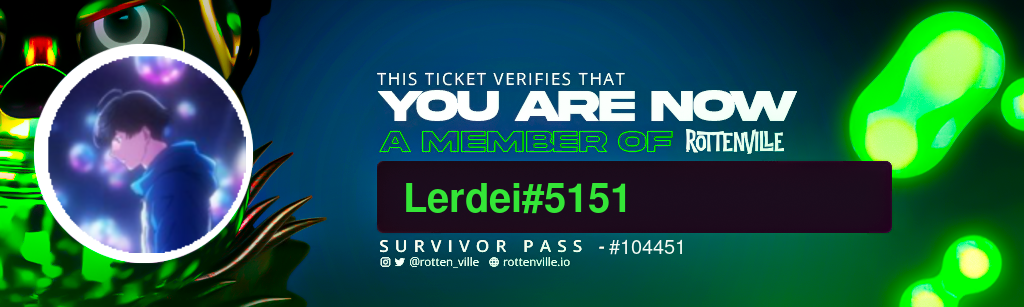 THIS TICKET VERIFIES THAT
YOU ARE NOW
A MEMBER OF ROTTENVILLE
Lerdei#5151
SURVIVOR PASS - #104451
@rotten_ville rottenville.io